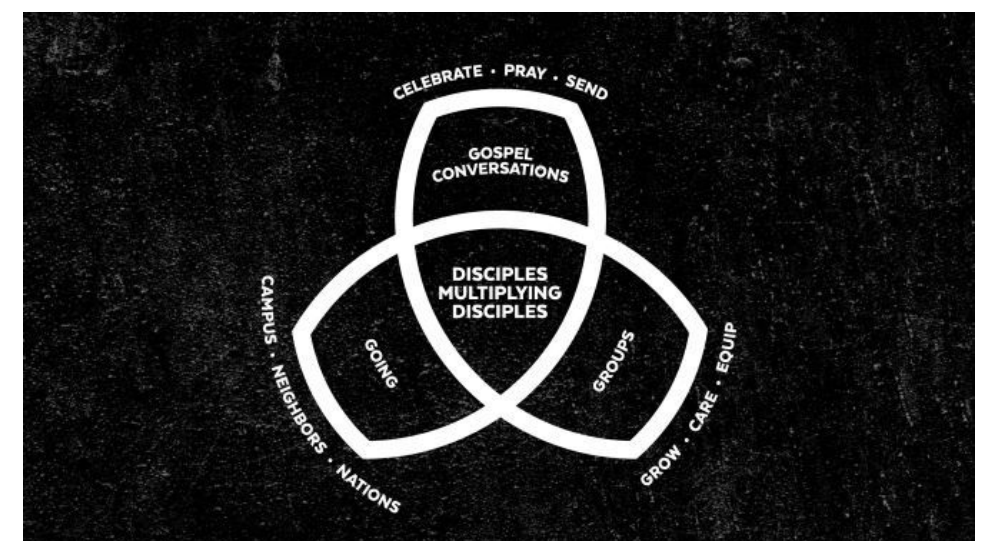 CELEBRATE · PRAY · SEND
GOSPEL
CONVERSATIONS
DISCIPLES
MULTIPLYING
DISCIPLES
CAMPUS · NEIGHBORS · NATIONS
GOING
GROUPS
GROW · CARE · EQUIP